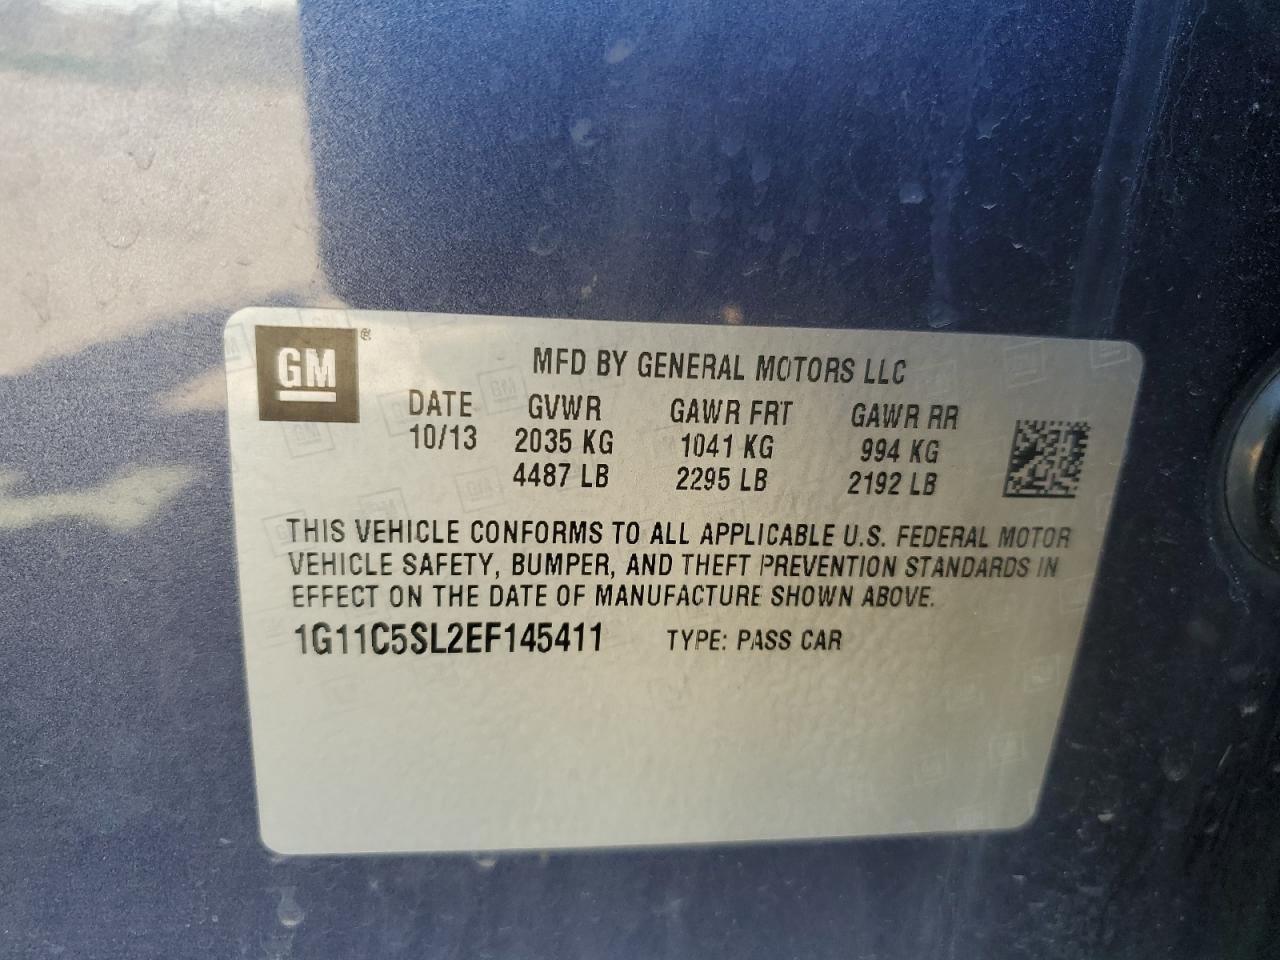 GM ®
MFD BY GENERAL MOTORS LLC
DATE GVWR GAWR FRT GAWR RR
10/13 2035 KG 1041 KG 994 KG
4487 LB 2295 LB 2192 LB
THIS VEHICLE CONFORMS TO ALL APPLICABLE U.S. FEDERAL MOTOR
VEHICLE SAFETY, BUMPER, AND THEFT PREVENTION STANDARDS IN
EFFECT ON THE DATE OF MANUFACTURE SHOWN ABOVE.
1G11C5SL2EF145411 TYPE: PASS CAR